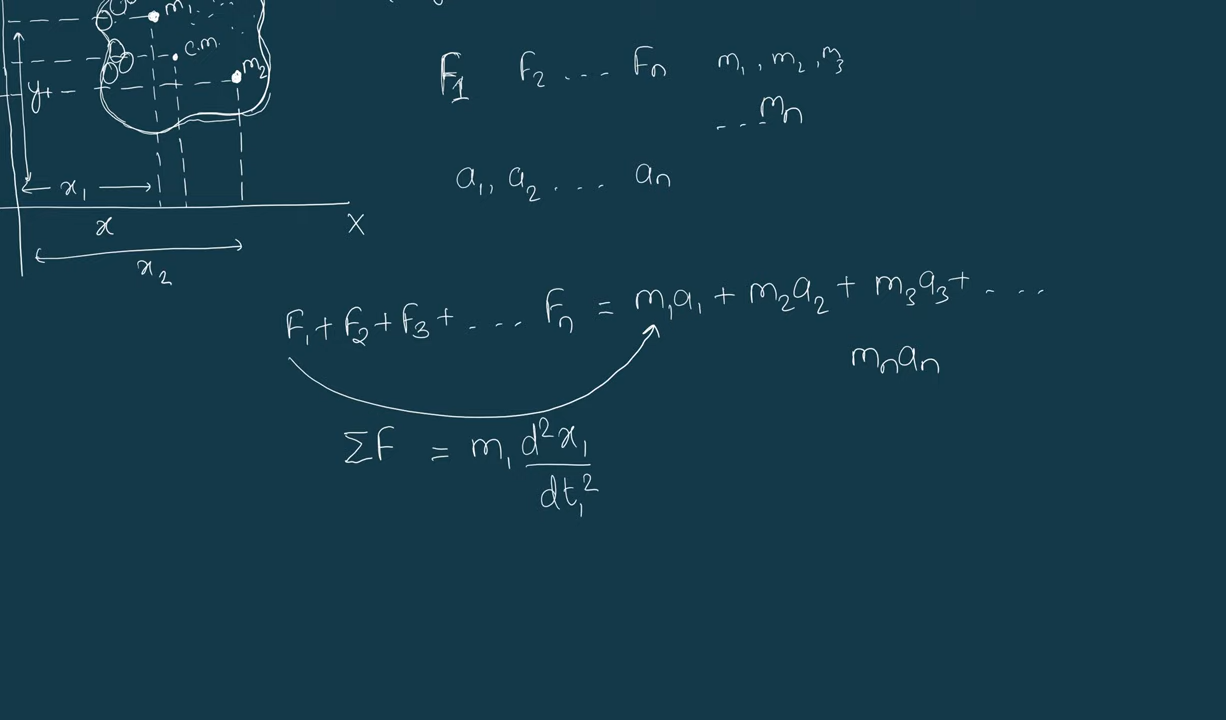 m₁
c.m.
m₂
y₁
x₁
x
X
x₂
F₁ F₂ .... Fₙ m₁, m₂, m₃
... mₙ
a₁, a₂ .... aₙ
F₁ + F₂ + F₃ + .... Fₙ = m₁a₁ + m₂a₂ + m₃a₃ + ....
mₙaₙ
ΣF = m₁ d²x₁/dt₁²